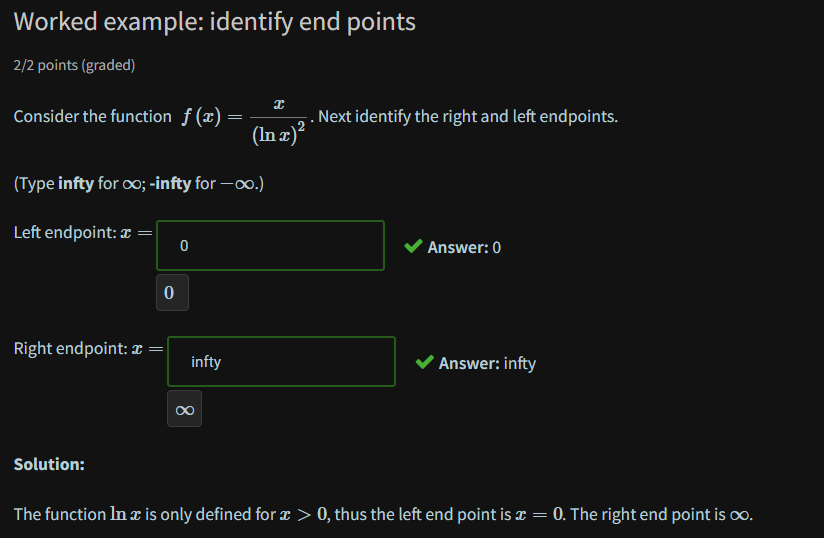 Worked example: identify end points
2/2 points (graded)
Consider the function f (x) = x / (ln x)². Next identify the right and left endpoints.
(Type infty for ∞; -infty for −∞.)
Left endpoint: x = 0 ✔ Answer: 0
0
Right endpoint: x = infty ✔ Answer: infty
∞
Solution:
The function ln x is only defined for x > 0, thus the left end point is x = 0. The right end point is ∞.